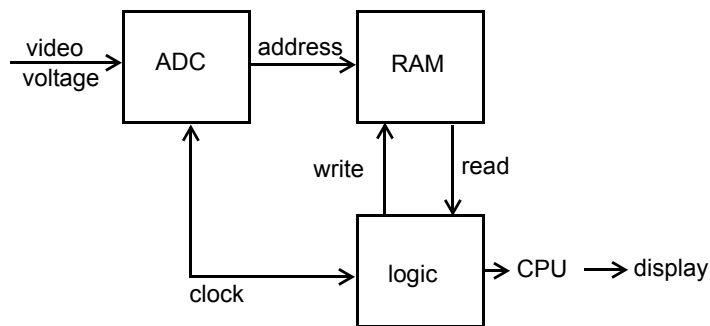 video
voltage
ADC
address
RAM
write
read
clock
logic
CPU
display